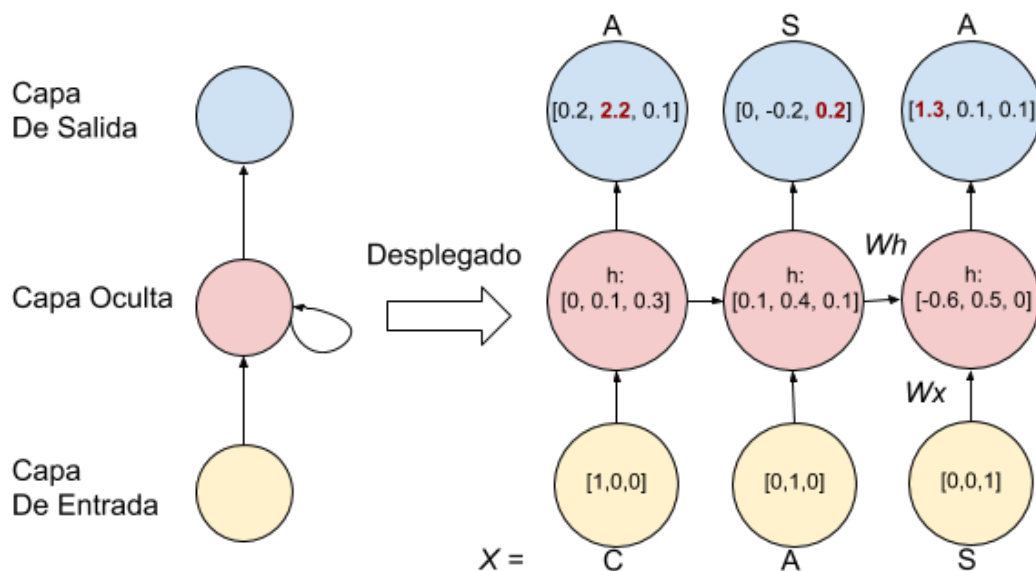 A S A
Capa
De Salida
[0.2, 2.2, 0.1] [0, -0.2, 0.2] [1.3, 0.1, 0.1]
Desplegado
Wh
Capa Oculta
h:
[0, 0.1, 0.3]
h:
[0.1, 0.4, 0.1]
h:
[-0.6, 0.5, 0]
Wx
Capa
De Entrada
[1,0,0] [0,1,0] [0,0,1]
X = C A S